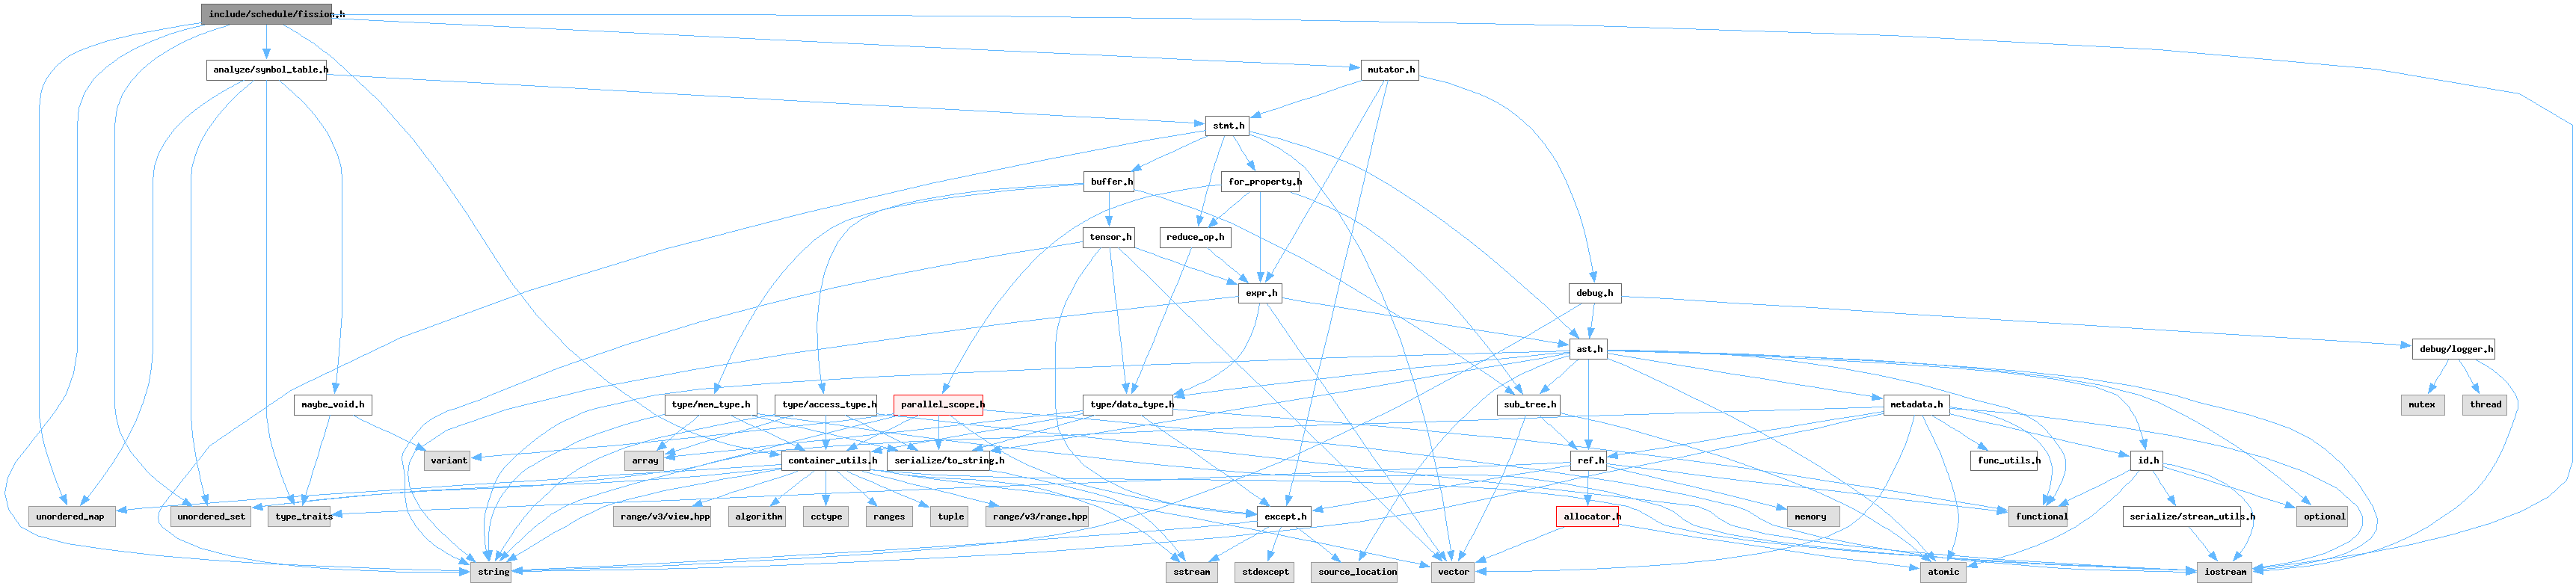 include/schedule/fission.h
analyze/symbol_table.h
mutator.h
stmt.h
buffer.h
for_property.h
tensor.h
reduce_op.h
expr.h
debug.h
ast.h
debug/logger.h
maybe_void.h
type/mem_type.h
type/access_type.h
parallel_scope.h
type/data_type.h
sub_tree.h
metadata.h
mutex
thread
variant
array
container_utils.h
serialize/to_string.h
ref.h
func_utils.h
id.h
unordered_map
unordered_set
type_traits
range/v3/view.hpp
algorithm
cctype
ranges
tuple
range/v3/range.hpp
except.h
allocator.h
memory
functional
serialize/stream_utils.h
optional
string
sstream
stdexcept
source_location
vector
atomic
iostream